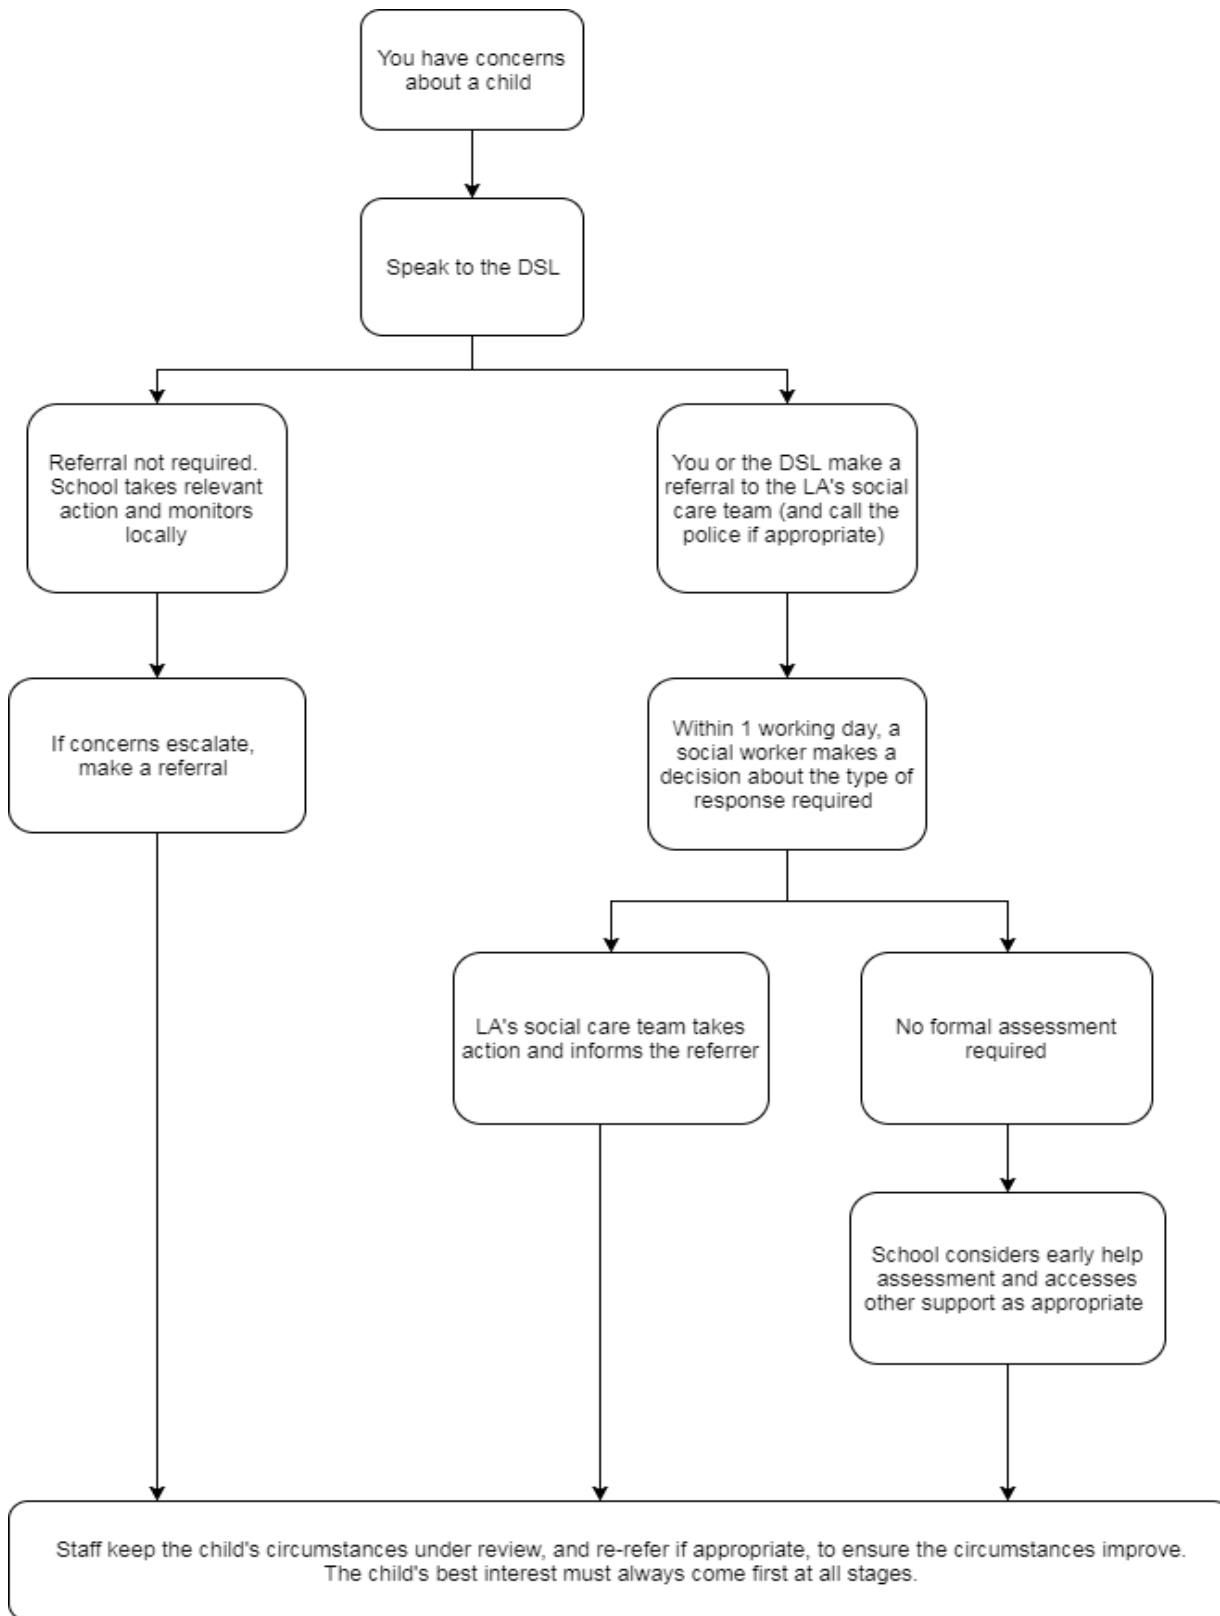 You have concerns
about a child
Speak to the DSL
Referral not required.
School takes relevant
action and monitors
locally
You or the DSL make a
referral to the LA's social
care team (and call the
police if appropriate)
If concerns escalate,
make a referral
Within 1 working day, a
social worker makes a
decision about the type of
response required
LA's social care team takes
action and informs the referrer
No formal assessment
required
School considers early help
assessment and accesses
other support as appropriate
Staff keep the child's circumstances under review, and re-refer if appropriate, to ensure the circumstances improve.
The child's best interest must always come first at all stages.